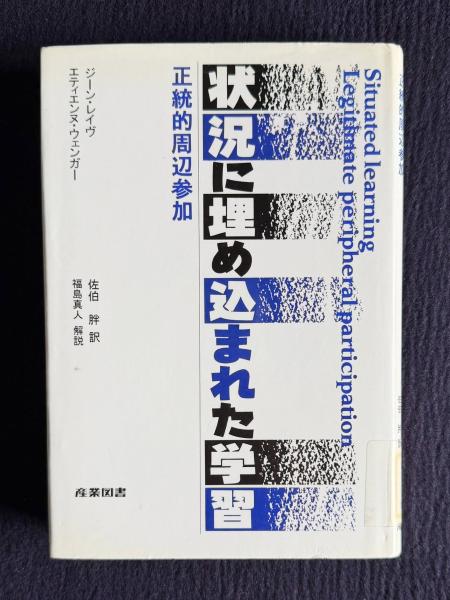 Situated learning
Legitimate peripheral participation
状況に埋め込まれた学習
正統的周辺参加
ジーン・レイヴ
エティエンヌ・ウェンガー
佐伯 胖 訳
福島真人 解説
産業図書